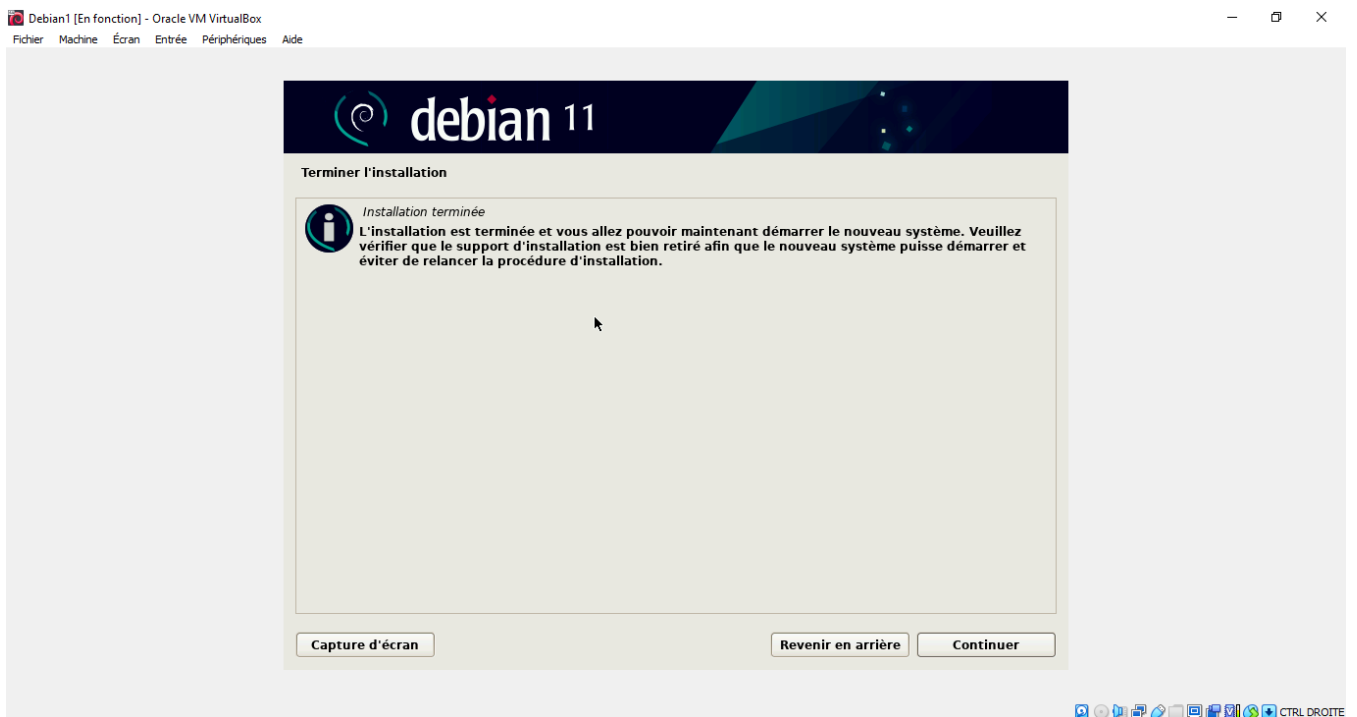 Debian1 [En fonction] - Oracle VM VirtualBox
Fichier Machine Écran Entrée Périphériques Aide
debian 11
Terminer l'installation
Installation terminée
L'installation est terminée et vous allez pouvoir maintenant démarrer le nouveau système. Veuillez
vérifier que le support d'installation est bien retiré afin que le nouveau système puisse démarrer et
éviter de relancer la procédure d'installation.
Capture d'écran Revenir en arrière Continuer
CTRL DROITE